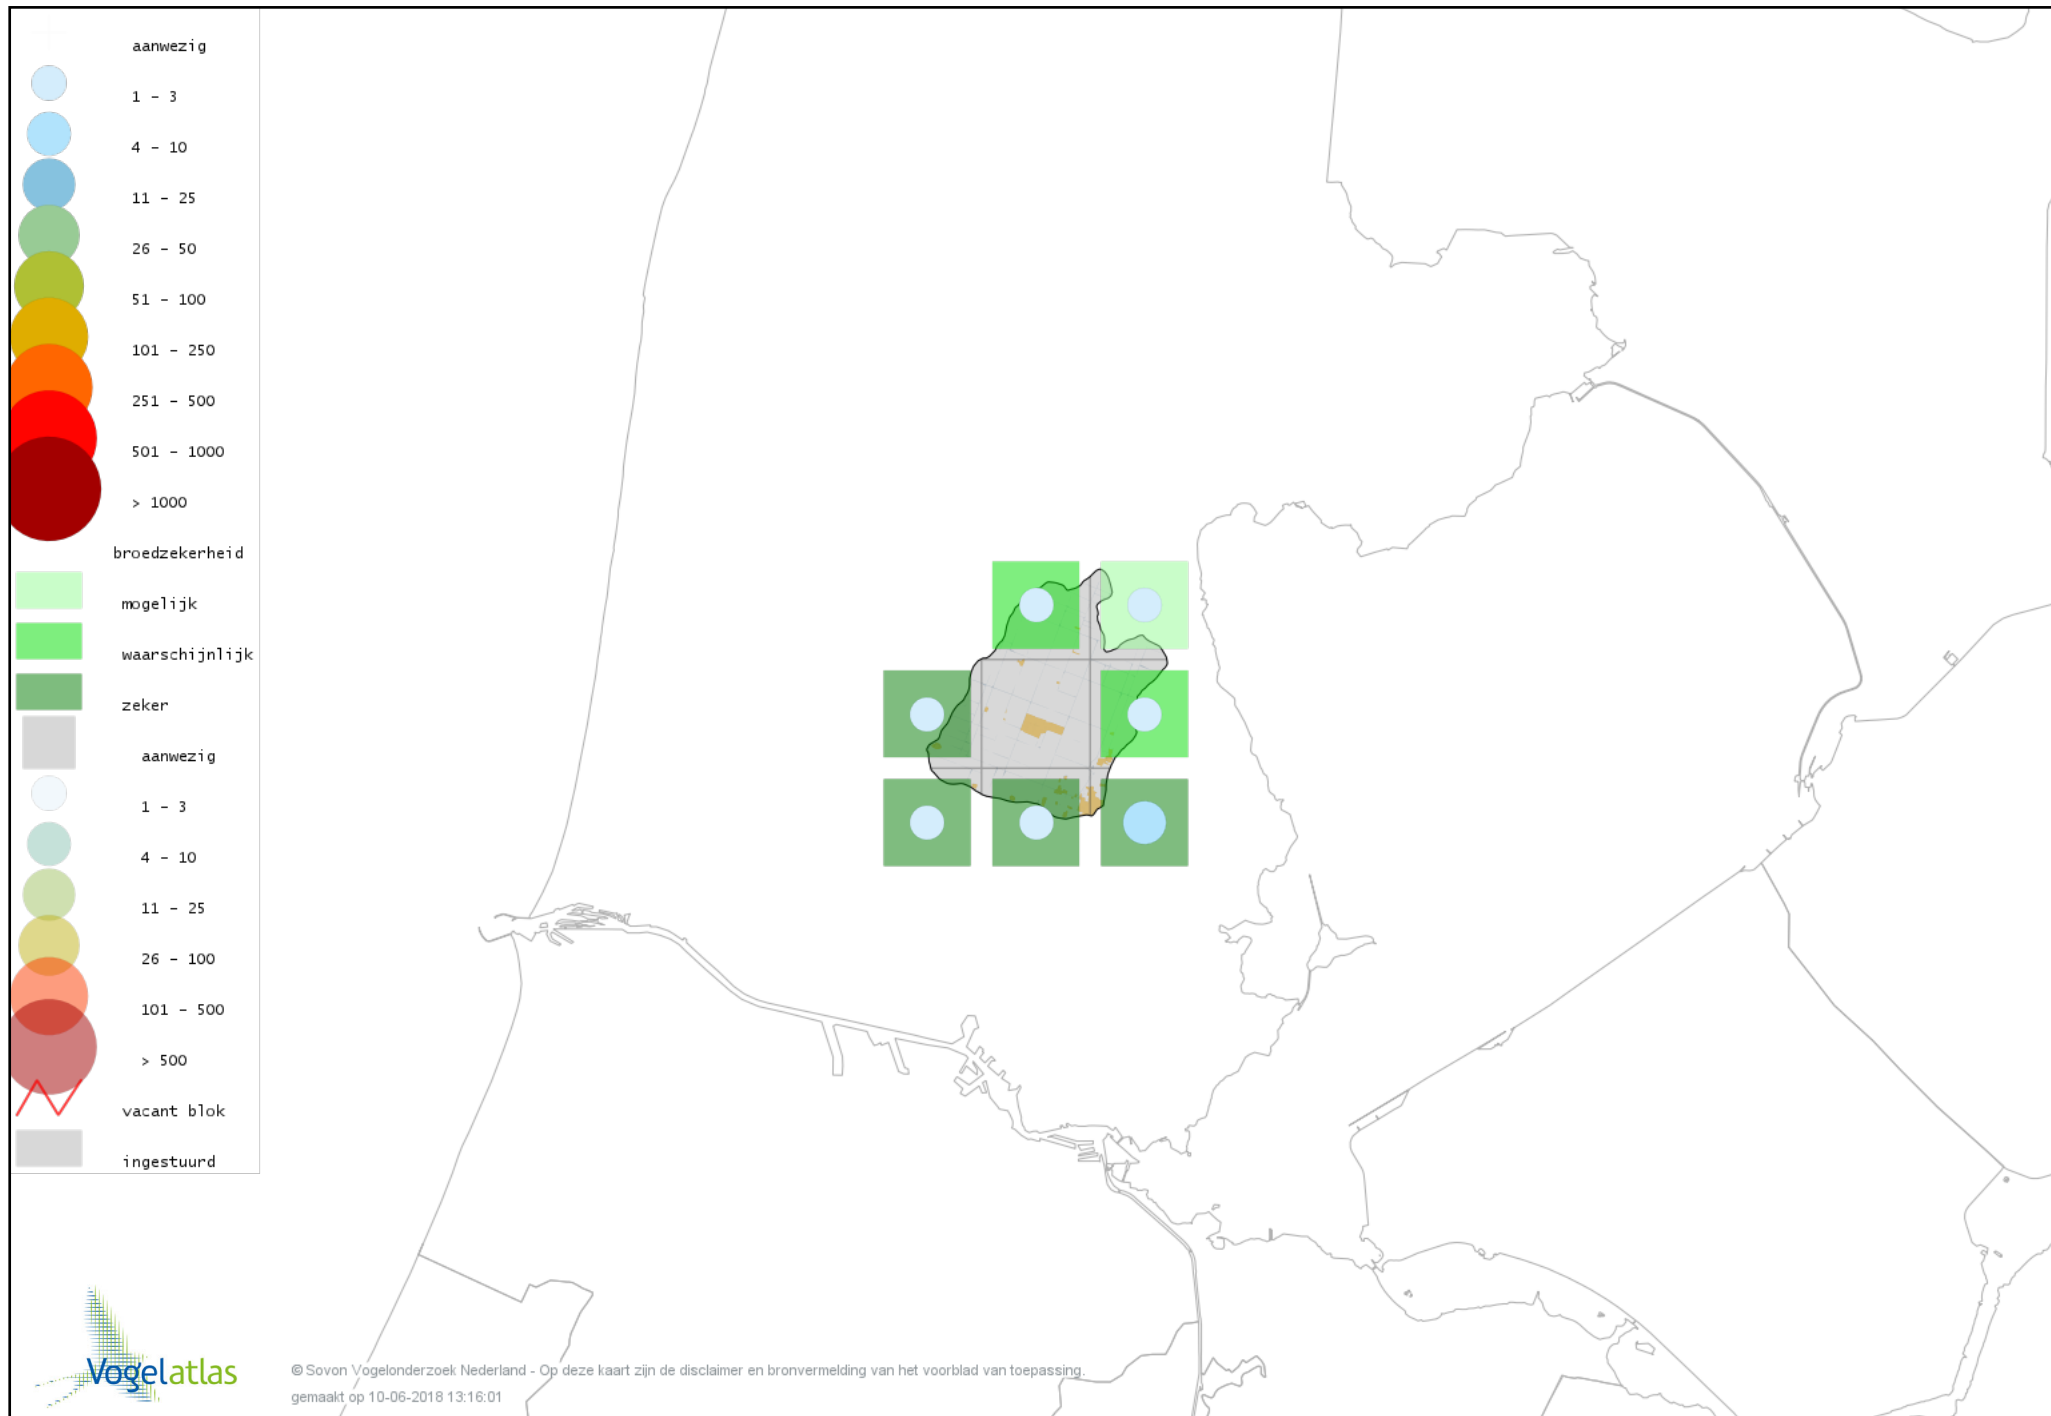 aanwezig
1 - 3
4 - 10
11 - 25
26 - 50
51 - 100
101 - 250
251 - 500
501 - 1000
> 1000
broedzekerheid
mogelijk
waarschijnlijk
zeker
aanwezig
1 - 3
4 - 10
11 - 25
26 - 100
101 - 500
> 500
vacant blok
ingestuurd
Vogelatlas
© Sovon Vogelonderzoek Nederland - Op deze kaart zijn de disclaimer en bronvermelding van het voorblad van toepassing.
gemaakt op 10-06-2018 13:16:01